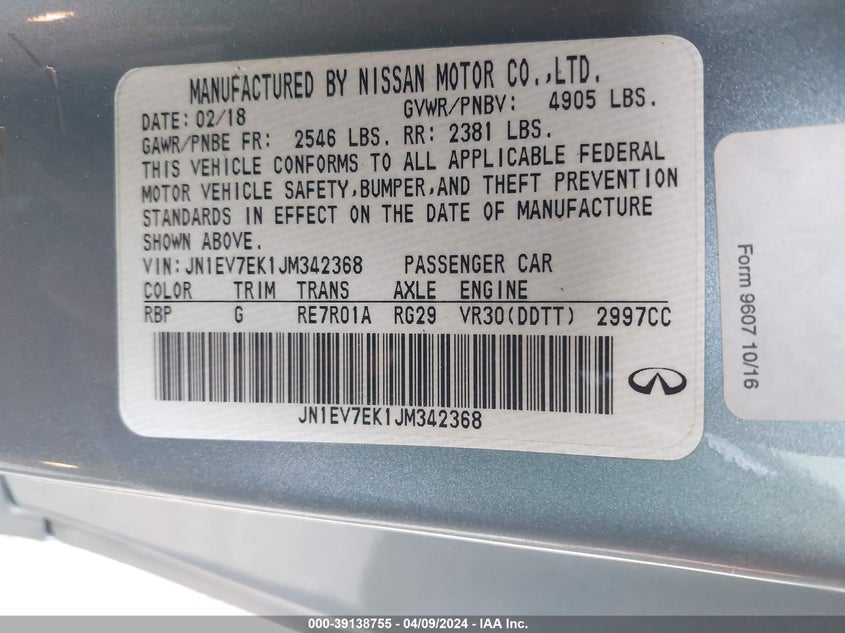 MANUFACTURED BY NISSAN MOTOR CO.,LTD.
DATE: 02/18 GVWR/PNBV: 4905 LBS.
GAWR/PNBE FR: 2546 LBS. RR: 2381 LBS.
THIS VEHICLE CONFORMS TO ALL APPLICABLE FEDERAL
MOTOR VEHICLE SAFETY,BUMPER,AND THEFT PREVENTION
STANDARDS IN EFFECT ON THE DATE OF MANUFACTURE
SHOWN ABOVE.
VIN:JN1EV7EK1JM342368 PASSENGER CAR
COLOR TRIM TRANS AXLE ENGINE
RBP G RE7R01A RG29 VR30(DDTT) 2997CC
JN1EV7EK1JM342368
Form 9607 10/16
000-39138755 - 04/09/2024 - IAA Inc.